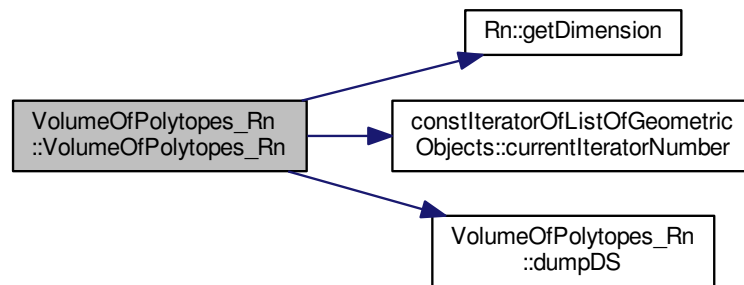 Rn::getDimension
VolumeOfPolytopes_Rn
::VolumeOfPolytopes_Rn
constIteratorOfListOfGeometric
Objects::currentIteratorNumber
VolumeOfPolytopes_Rn
::dumpDS